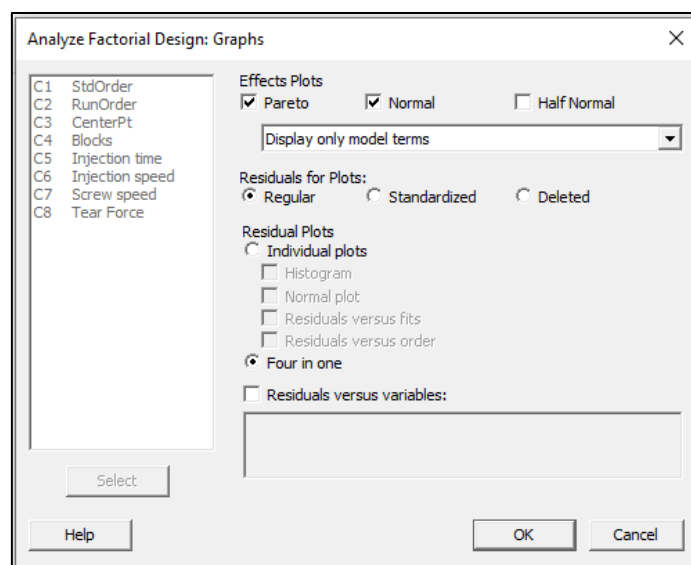 Analyze Factorial Design: Graphs
C1 StdOrder
C2 RunOrder
C3 CenterPt
C4 Blocks
C5 Injection time
C6 Injection speed
C7 Screw speed
C8 Tear Force
Effects Plots
Pareto Normal Half Normal
Display only model terms
Residuals for Plots:
Regular Standardized Deleted
Residual Plots
Individual plots
Histogram
Normal plot
Residuals versus fits
Residuals versus order
Four in one
Residuals versus variables:
Select
Help OK Cancel